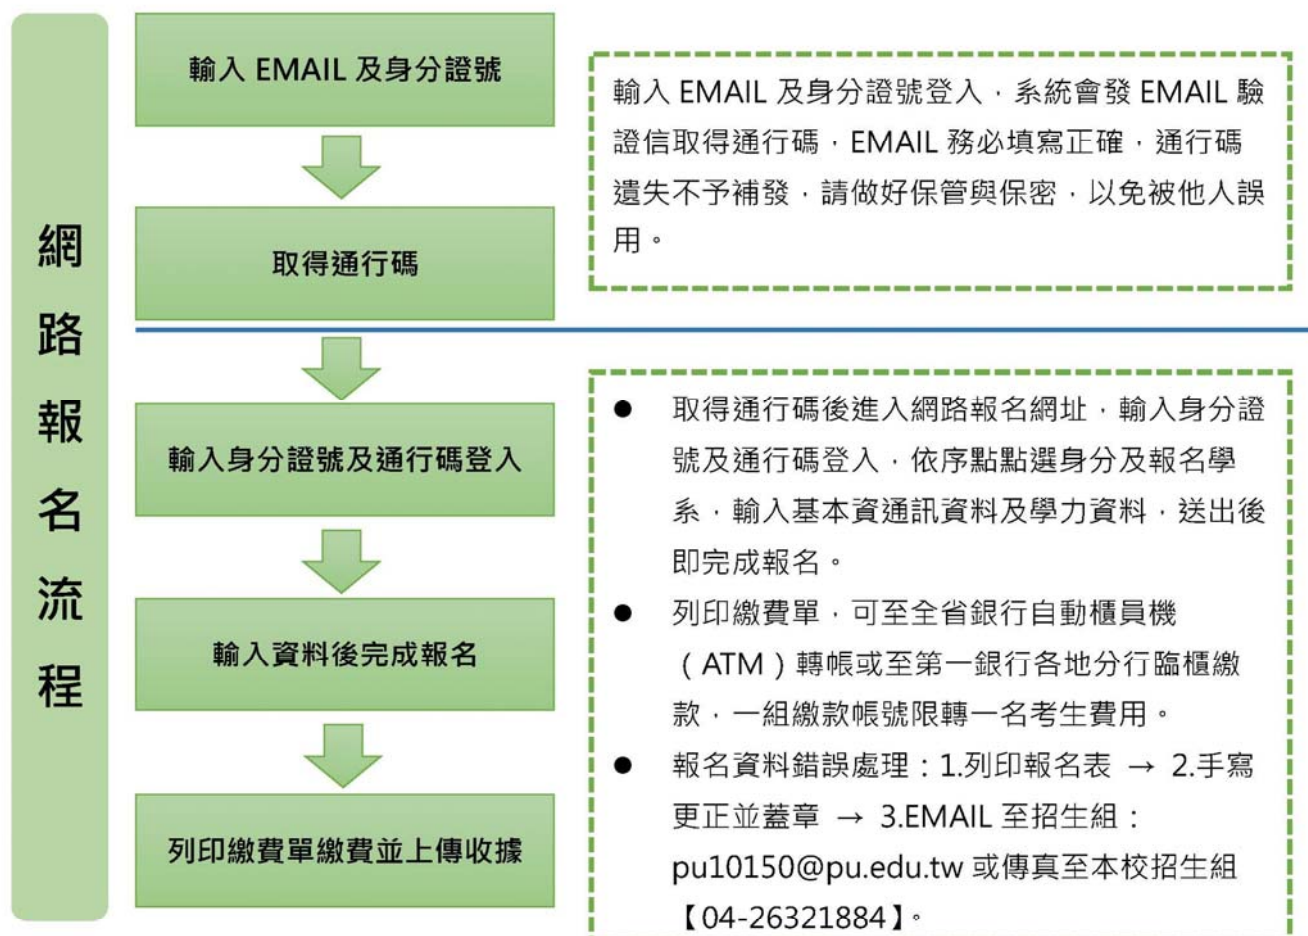 網路報名流程
輸入 EMAIL 及身分證號
取得通行碼
輸入 EMAIL 及身分證號登入，系統會發 EMAIL 驗
證信取得通行碼，EMAIL 務必填寫正確，通行碼
遺失不予補發，請做好保管與保密，以免被他人誤
用。
輸入身分證號及通行碼登入
輸入資料後完成報名
列印繳費單繳費並上傳收據
● 取得通行碼後進入網路報名網址，輸入身分證
號及通行碼登入，依序點點選身分及報名學
系，輸入基本資通訊資料及學力資料，送出後
即完成報名。
● 列印繳費單，可至全省銀行自動櫃員機
（ATM）轉帳或至第一銀行各地分行臨櫃繳
款，一組繳款帳號限轉一名考生費用。
● 報名資料錯誤處理：1.列印報名表 → 2.手寫
更正並蓋章 → 3.EMAIL 至招生組：
pu10150@pu.edu.tw 或傳真至本校招生組
【04-26321884】。